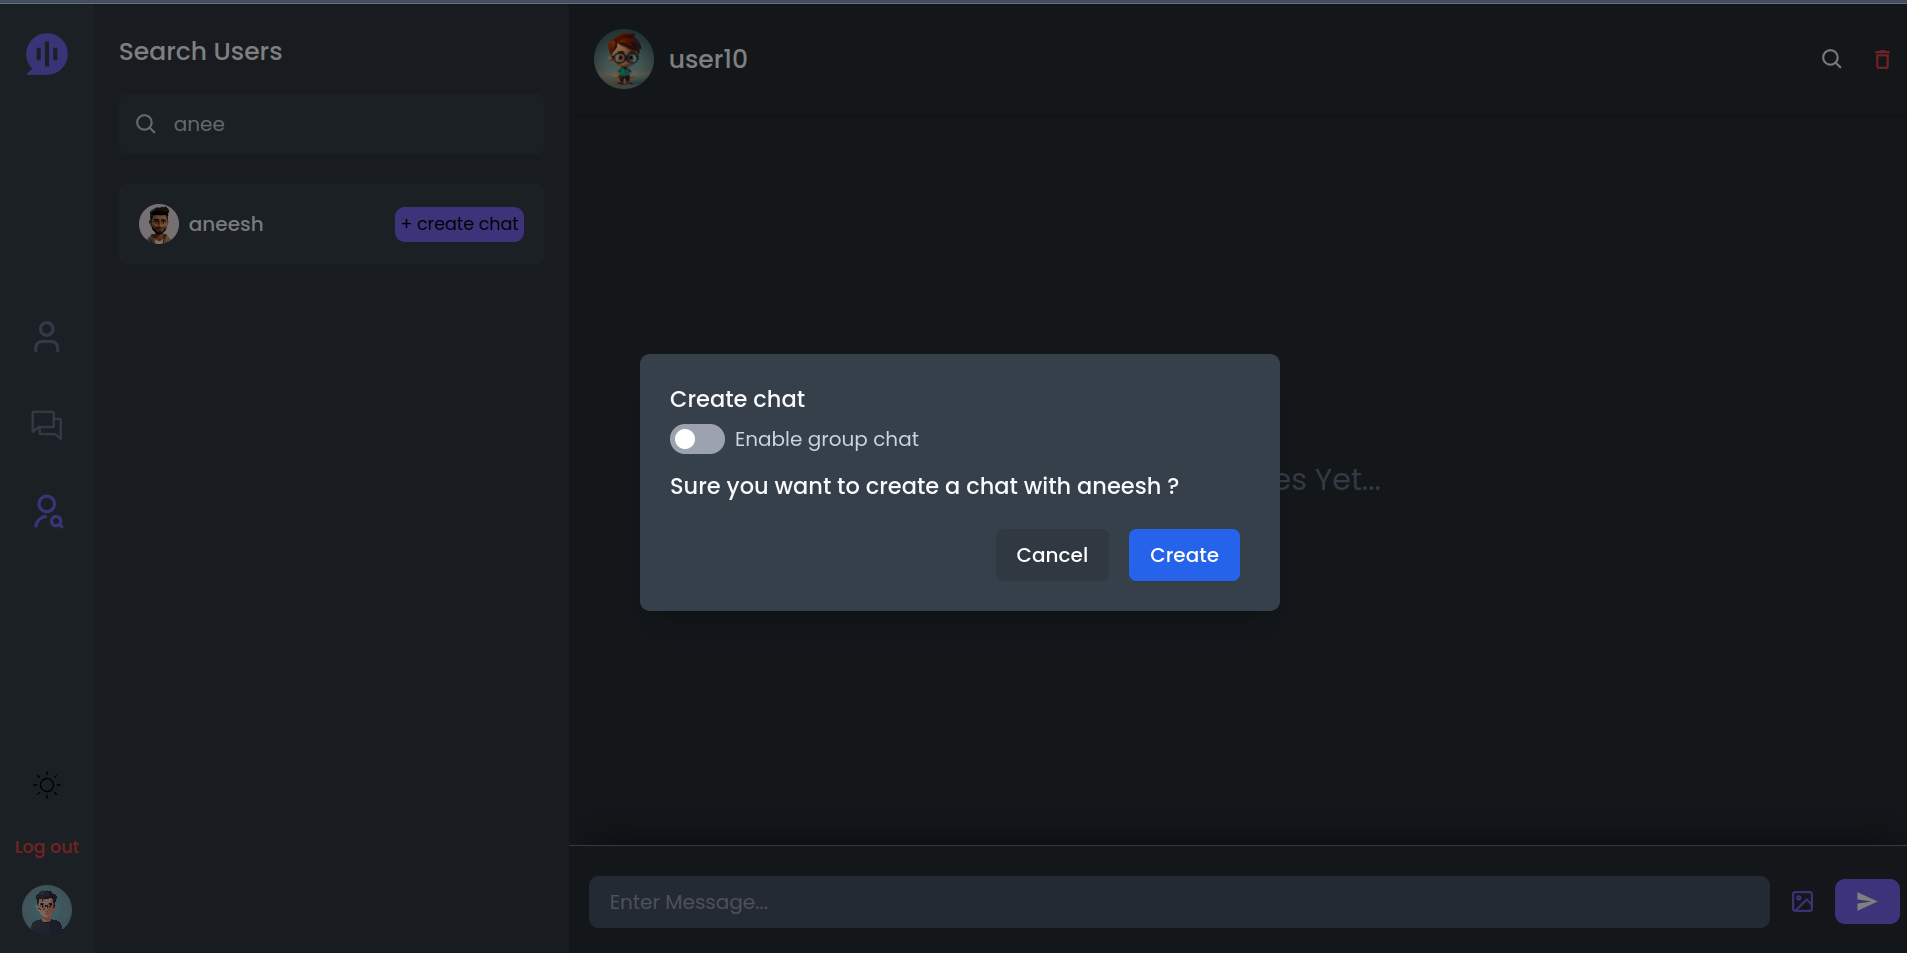 Search Users
anee
aneesh
+ create chat
Log out
user10
es Yet...
Create chat
Enable group chat
Sure you want to create a chat with aneesh ?
Cancel
Create
Enter Message...